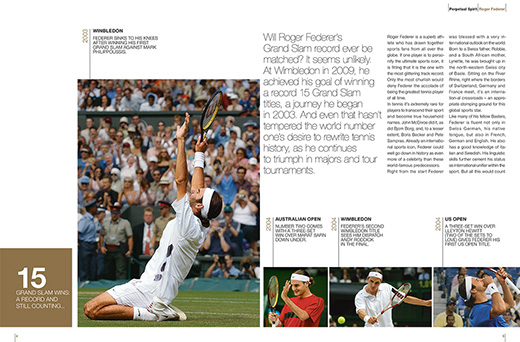 Perpetual Spirit Roger Federer
2003
WIMBLEDON
FEDERER SINKS TO HIS KNEES
AFTER WINNING HIS FIRST
GRAND SLAM AGAINST MARK
PHILIPPOUSSIS.
15
GRAND SLAM WINS:
A RECORD AND
STILL COUNTING...
Will Roger Federer's
Grand Slam record ever be
matched? It seems unlikely.
At Wimbledon in 2009, he
achieved his goal of winning
a record 15 Grand Slam
titles, a journey he began
in 2003. And even that hasn't
tempered the world number
one's desire to rewrite tennis
history, as he continues
to triumph in majors and tour
tournaments.
Roger Federer is a superb ath-
lete who has drawn together
sports fans from all over the
globe. If one player is to person-
ify the ultimate sports icon, it
is fitting that it is the one with
the most glittering track record.
Only the most churlish would
deny Federer the accolade of
being the greatest tennis player
of all time.
In tennis it's extremely rare for
players to transcend their sport
and become true household
names. John McEnroe did it, as
did Björn Borg, and, to a lesser
extent, Boris Becker and Pete
Sampras. Already an internatio-
nal sports icon, Federer could
well go down in history as even
more of a celebrity than these
world-famous predecessors.
Right from the start Federer
was blessed with a very inter-
national outlook on the world.
Born to a Swiss father, Robbie,
and a South African mother,
Lynette, he was brought up in
the north-western Swiss city
of Basle. Sitting on the River
Rhine, right where the borders
of Switzerland, Germany and
France meet, it's an internation-
al crossroads – an appropri-
ate stomping ground for this
global sports star.
Like many of his fellow Baslers,
Federer is fluent not only in
Swiss German, his native
tongue, but also in French,
German and English. He also
has a good knowledge of Ital-
ian and Swedish. His linguistic
skills further cement his status
as international unifier within the
sport. But all this would count
2004
AUSTRALIAN OPEN
NUMBER TWO COMES
WITH A THREE-SET
WIN OVER MARAT SAFIN
DOWN UNDER.
2004
WIMBLEDON
FEDERER'S SECOND
WIMBLEDON TITLE
SEES HIM DISPATCH
ANDY RODDICK
IN THE FINAL.
2004
US OPEN
A THREE-SET WIN OVER
LLEYTON HEWITT
(TWO OF THE SETS TO
LOVE) GIVES FEDERER HIS
FIRST US OPEN TITLE.